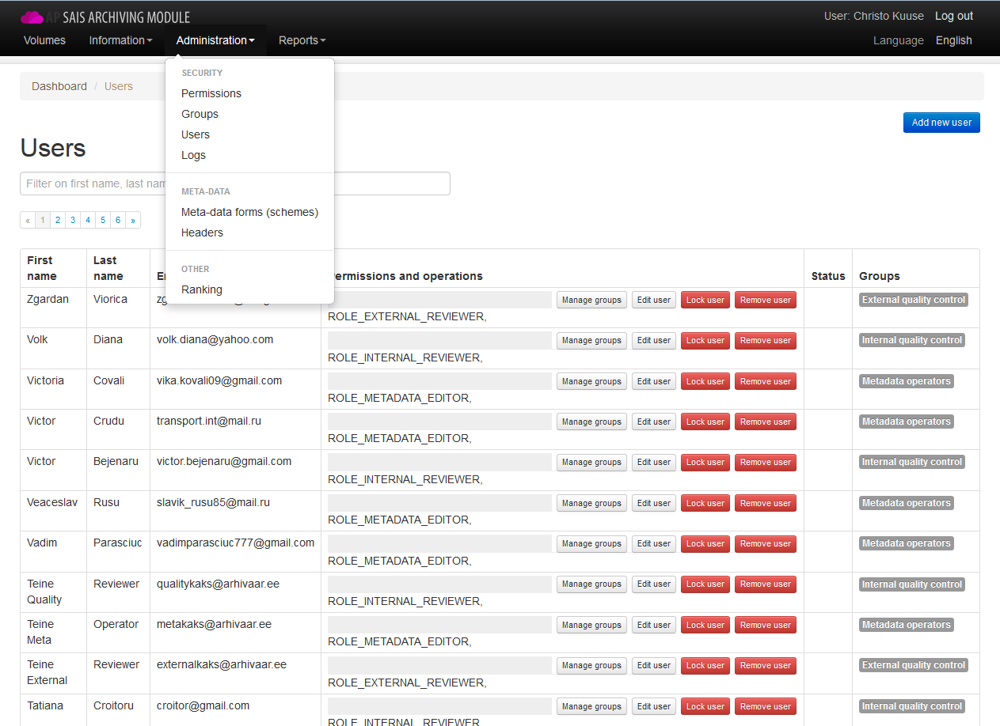 AP SAIS ARCHIVING MODULE
User: Christo Kuuse Log out
Volumes Information Administration Reports
Language English
Dashboard / Users
SECURITY
Permissions
Groups
Users
Logs
META-DATA
Meta-data forms (schemes)
Headers
OTHER
Ranking
Add new user
Users
Filter on first name, last nam
« 1 2 3 4 5 6 »
First name Last name Permissions and operations Status Groups
Zgardan Viorica Manage groups Edit user Lock user Remove user External quality control
ROLE_EXTERNAL_REVIEWER,
Volk Diana volk.diana@yahoo.com Manage groups Edit user Lock user Remove user Internal quality control
ROLE_INTERNAL_REVIEWER,
Victoria Covali vika.kovali09@gmail.com Manage groups Edit user Lock user Remove user Metadata operators
ROLE_METADATA_EDITOR,
Victor Crudu transport.int@mail.ru Manage groups Edit user Lock user Remove user Metadata operators
ROLE_METADATA_EDITOR,
Victor Bejenaru victor.bejenaru@gmail.com Manage groups Edit user Lock user Remove user Internal quality control
ROLE_INTERNAL_REVIEWER,
Veaceslav Rusu slavik_rusu85@mail.ru Manage groups Edit user Lock user Remove user Metadata operators
ROLE_METADATA_EDITOR,
Vadim Parasciuc vadimparasciuc777@gmail.com Manage groups Edit user Lock user Remove user Metadata operators
ROLE_METADATA_EDITOR,
Teine Quality Reviewer qualitykaks@arhivaar.ee Manage groups Edit user Lock user Remove user Internal quality control
ROLE_INTERNAL_REVIEWER,
Teine Meta Operator metakaks@arhivaar.ee Manage groups Edit user Lock user Remove user Metadata operators
ROLE_METADATA_EDITOR,
Teine External Reviewer externalkaks@arhivaar.ee Manage groups Edit user Lock user Remove user External quality control
ROLE_EXTERNAL_REVIEWER,
Tatiana Croitoru croitor@gmail.com Manage groups Edit user Lock user Remove user Internal quality control
ROLE_INTERNAL_REVIEWER